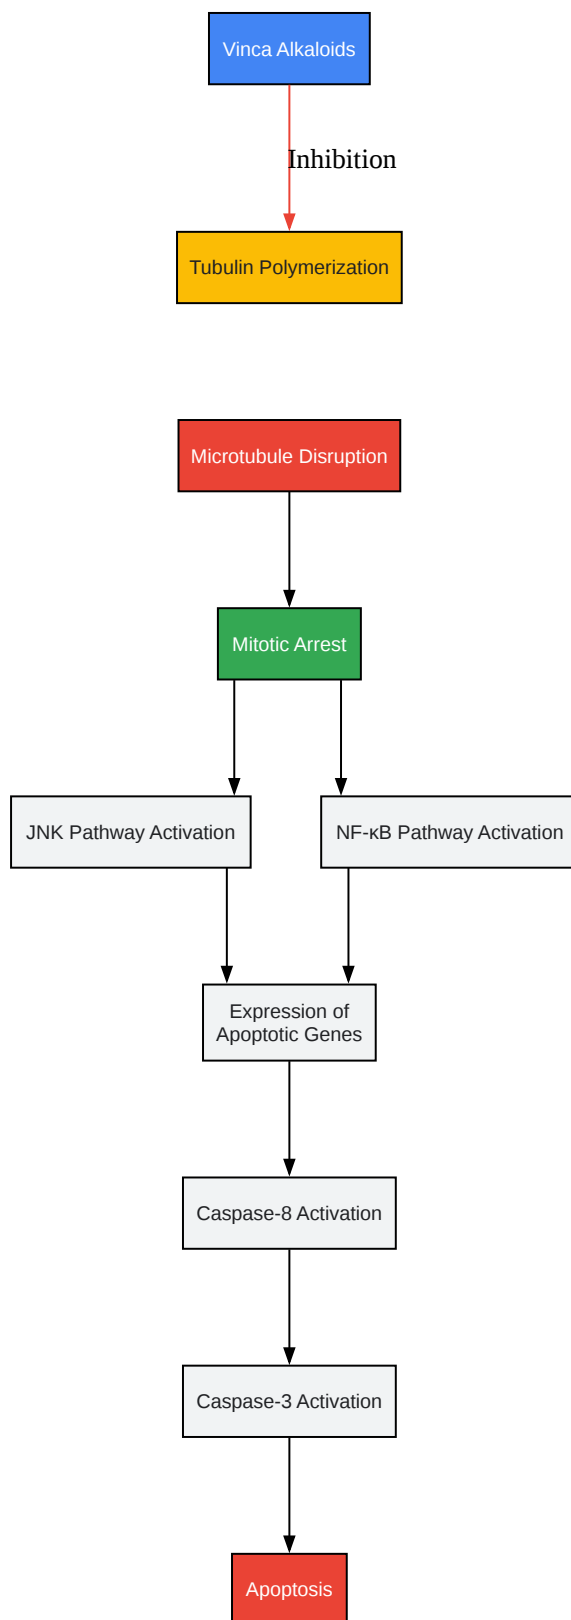 Vinca Alkaloids
Inhibition
Tubulin Polymerization
Microtubule Disruption
Mitotic Arrest
JNK Pathway Activation
NF-κB Pathway Activation
Expression of
Apoptotic Genes
Caspase-8 Activation
Caspase-3 Activation
Apoptosis